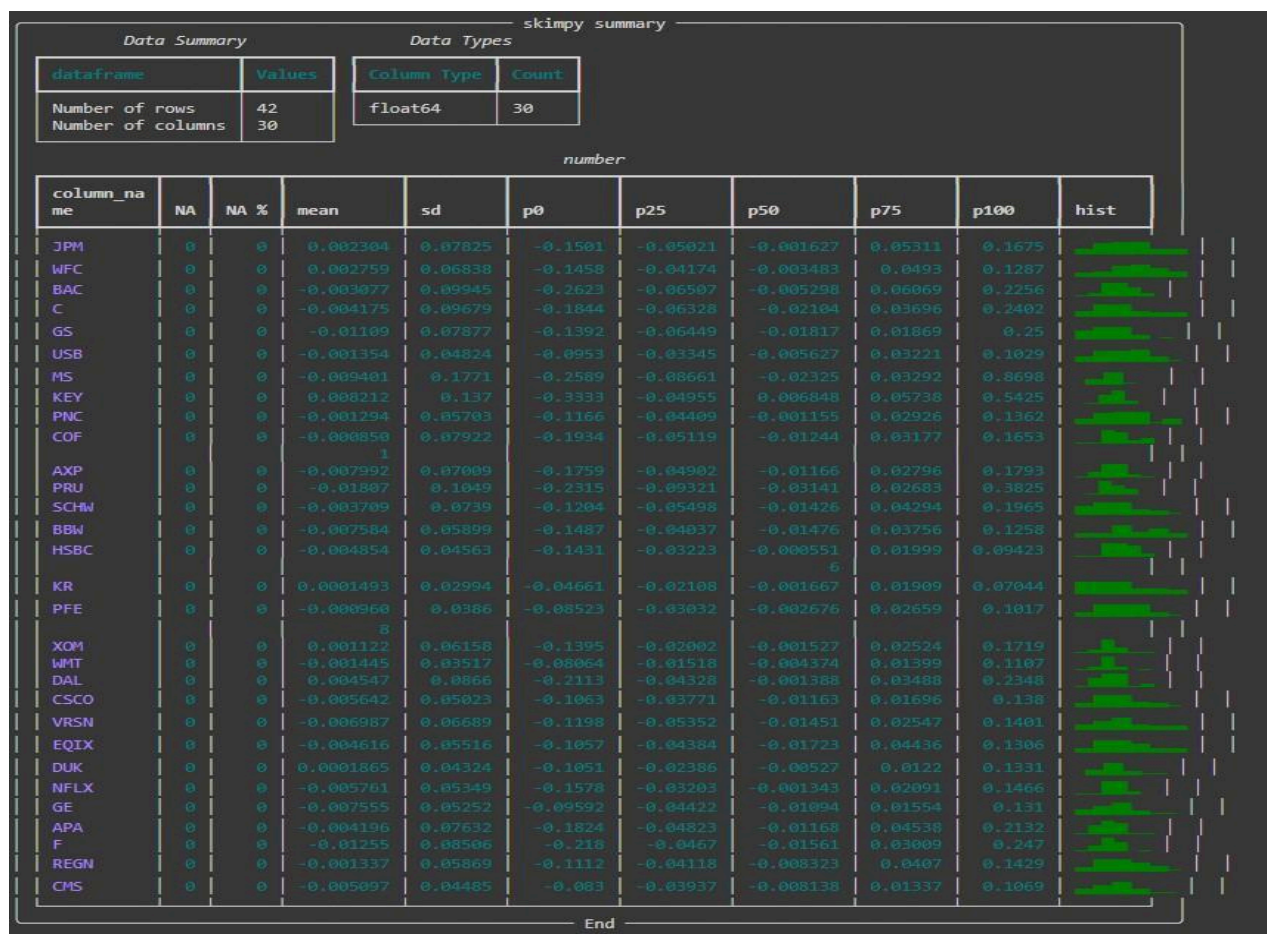 skimpy summary
Data Summary Data Types
dataframe Values Column Type Count
Number of rows 42 float64 30
Number of columns 30
number
column_na
me NA NA % mean sd p0 p25 p50 p75 p100 hist
JPM 0 0 0.002304 0.07825 -0.1501 -0.05021 -0.001627 0.05311 0.1675
WFC 0 0 0.002759 0.06838 -0.1458 -0.04174 -0.003483 0.0493 0.1287
BAC 0 0 -0.003077 0.09945 -0.2623 -0.06507 -0.005298 0.06069 0.2256
C 0 0 -0.004175 0.09679 -0.1844 -0.06328 -0.02104 0.03696 0.2402
GS 0 0 -0.01109 0.07877 -0.1392 -0.06449 -0.01817 0.01869 0.25
USB 0 0 -0.001354 0.04824 -0.0953 -0.03345 -0.005627 0.03221 0.1029
MS 0 0 -0.009401 0.1771 -0.2589 -0.08661 -0.02325 0.03292 0.8698
KEY 0 0 0.008212 0.137 -0.3333 -0.04955 0.006848 0.05738 0.5425
PNC 0 0 -0.001294 0.05703 -0.1166 -0.04409 -0.001155 0.02926 0.1362
COF 0 0 -0.000850 0.07922 -0.1934 -0.05119 -0.01244 0.03177 0.1653
1
AXP 0 0 -0.007992 0.07009 -0.1759 -0.04902 -0.01166 0.02796 0.1793
PRU 0 0 -0.01807 0.1049 -0.2315 -0.09321 -0.03141 0.02683 0.3825
SCHW 0 0 -0.003709 0.0739 -0.1204 -0.05498 -0.01426 0.04294 0.1965
BBW 0 0 -0.007584 0.05899 -0.1487 -0.04037 -0.01476 0.03756 0.1258
HSBC 0 0 -0.004854 0.04563 -0.1431 -0.03223 -0.000551 0.01999 0.09423
6
KR 0 0 0.0001493 0.02994 -0.04661 -0.02108 -0.001667 0.01909 0.07044
PFE 0 0 -0.000960 0.0386 -0.08523 -0.03032 -0.002676 0.02659 0.1017
8
XOM 0 0 0.001122 0.06158 -0.1395 -0.02002 -0.001527 0.02524 0.1719
WMT 0 0 -0.001445 0.03517 -0.08064 -0.01518 -0.004374 0.01399 0.1107
DAL 0 0 0.004547 0.0866 -0.2113 -0.04328 -0.001388 0.03488 0.2348
CSCO 0 0 -0.005642 0.05023 -0.1063 -0.03771 -0.01163 0.01696 0.138
VRSN 0 0 -0.006987 0.06689 -0.1198 -0.05352 -0.01451 0.02547 0.1401
EQIX 0 0 -0.004616 0.05516 -0.1057 -0.04384 -0.01723 0.04436 0.1306
DUK 0 0 0.0001865 0.04324 -0.1051 -0.02386 -0.00527 0.0122 0.1331
NFLX 0 0 -0.005761 0.05349 -0.1578 -0.03203 -0.001343 0.02091 0.1466
GE 0 0 -0.007555 0.05252 -0.09592 -0.04422 -0.01094 0.01554 0.131
APA 0 0 -0.004196 0.07632 -0.1824 -0.04823 -0.01168 0.04538 0.2132
F 0 0 -0.01255 0.08506 -0.218 -0.0467 -0.01561 0.03009 0.247
REGN 0 0 -0.001337 0.05869 -0.1112 -0.04118 -0.008323 0.0407 0.1429
CMS 0 0 -0.005097 0.04485 -0.083 -0.03937 -0.008138 0.01337 0.1069
End